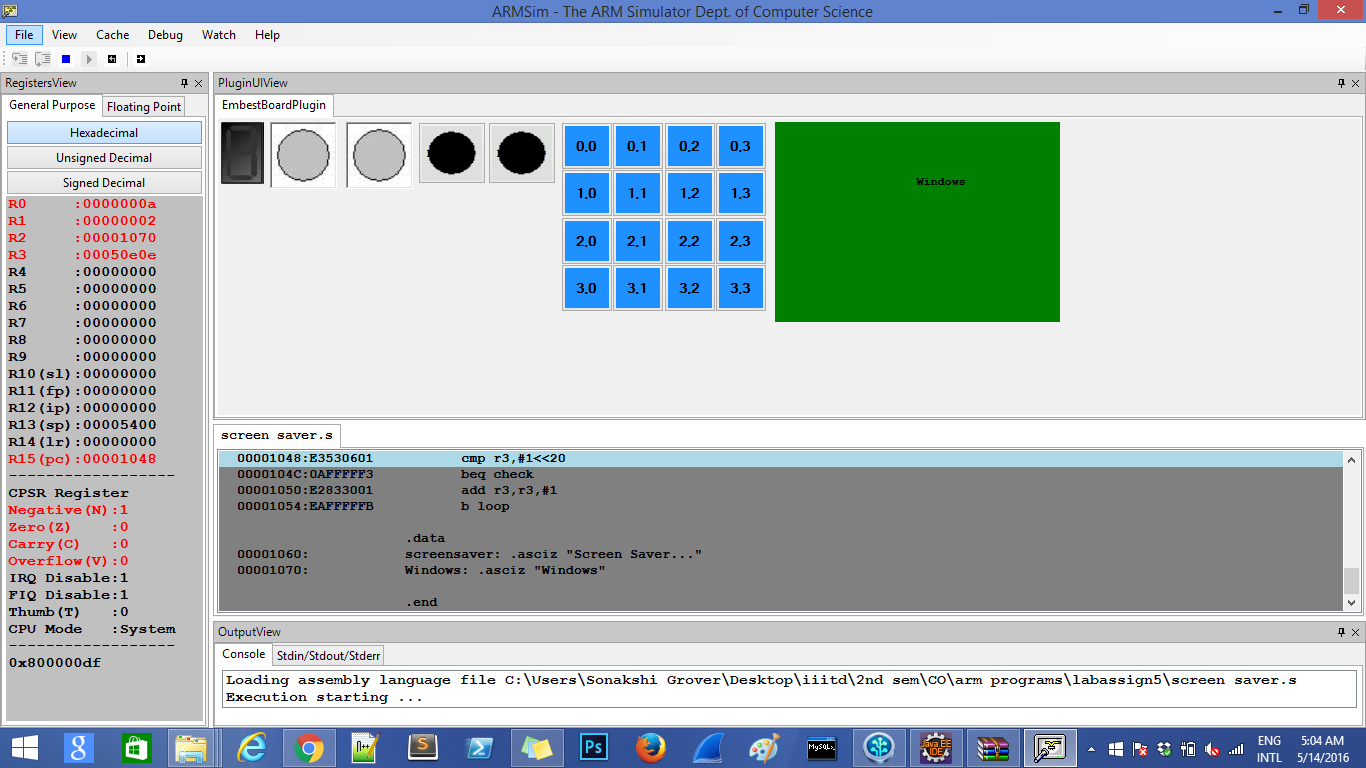 ARMSim - The ARM Simulator Dept. of Computer Science
File View Cache Debug Watch Help
RegistersView
General Purpose Floating Point
Hexadecimal
Unsigned Decimal
Signed Decimal
R0 :0000000a
R1 :00000002
R2 :00001070
R3 :00050e0e
R4 :00000000
R5 :00000000
R6 :00000000
R7 :00000000
R8 :00000000
R9 :00000000
R10(sl):00000000
R11(fp):00000000
R12(ip):00000000
R13(sp):00005400
R14(lr):00000000
R15(pc):00001048
------------------
CPSR Register
Negative(N):1
Zero(Z) :0
Carry(C) :0
Overflow(V):0
IRQ Disable:1
FIQ Disable:1
Thumb(T) :0
CPU Mode :System
------------------
0x800000df
PluginUIView
EmbestBoardPlugin
0.0 0.1 0.2 0.3
1.0 1.1 1.2 1.3
2.0 2.1 2.2 2.3
3.0 3.1 3.2 3.3
Windows
screen saver.s
00001048:E3530601 cmp r3,#1<<20
0000104C:0AFFFFF3 beq check
00001050:E2833001 add r3,r3,#1
00001054:EAFFFFFB b loop
.data
00001060: screensaver: .asciz "Screen Saver..."
00001070: Windows: .asciz "Windows"
.end
OutputView
Console Stdin/Stdout/Stderr
Loading assembly language file C:\Users\Sonakshi Grover\Desktop\iiitd\2nd sem\CO\arm programs\labassign5\screen saver.s
Execution starting ...
Ps
MySQL
Java EE
IDE
ENG
INTL
5:04 AM
5/14/2016